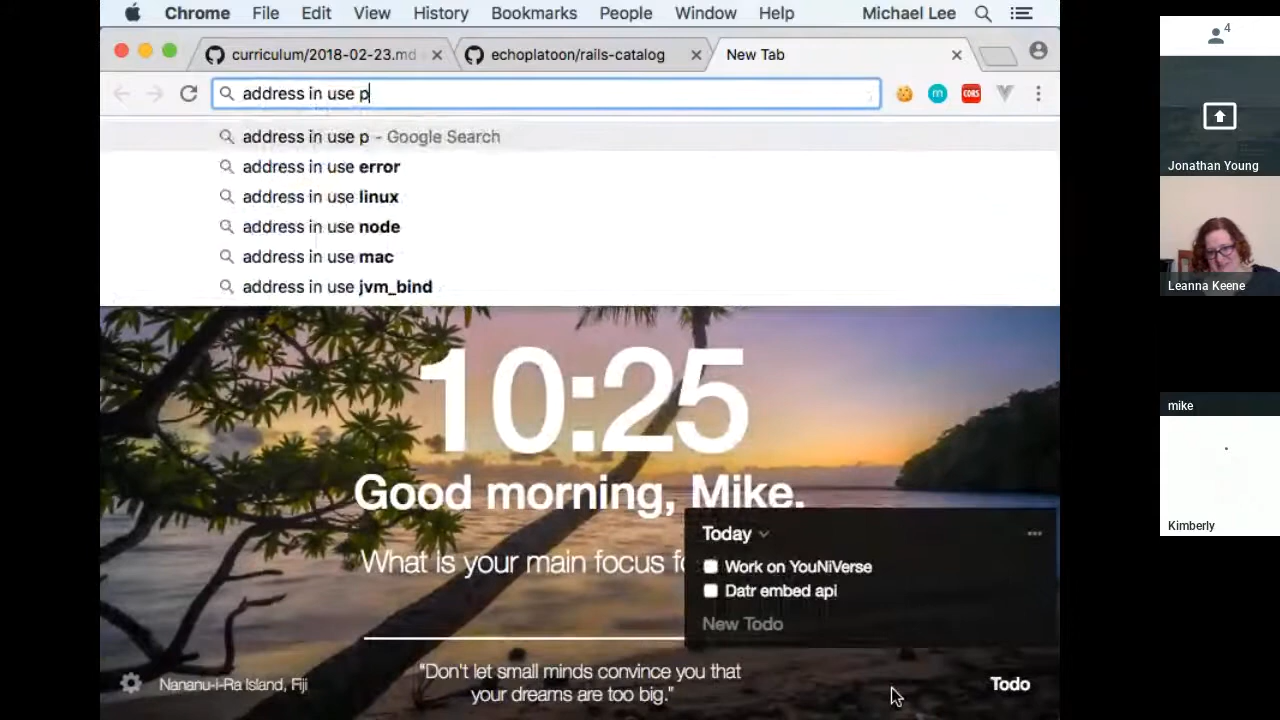 Chrome File Edit View History Bookmarks People Window Help Michael Lee
curriculum/2018-02-23.md echoplatoon/rails-catalog New Tab
address in use p
m CORS
address in use p - Google Search
address in use error
address in use linux
address in use node
address in use mac
address in use jvm_bind
10:25
Good morning, Mike.
What is your main focus fo
Today
Work on YouNiVerse
Datr embed api
New Todo
"Don't let small minds convince you that
your dreams are too big."
Nananu-i-Ra Island, Fiji
Todo
4
Jonathan Young
Leanna Keene
mike
Kimberly